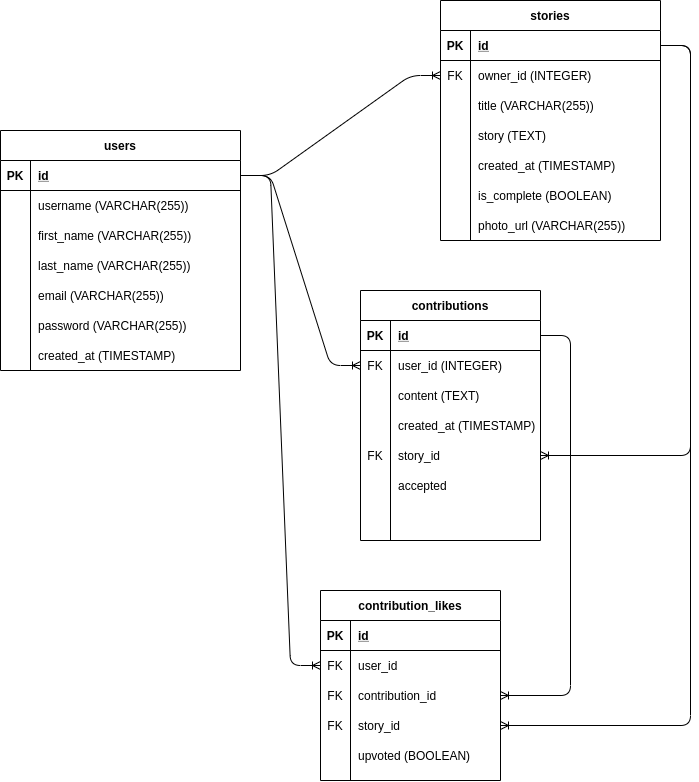 stories
PK id
FK owner_id (INTEGER)
title (VARCHAR(255))
story (TEXT)
created_at (TIMESTAMP)
is_complete (BOOLEAN)
photo_url (VARCHAR(255))
users
PK id
username (VARCHAR(255))
first_name (VARCHAR(255))
last_name (VARCHAR(255))
email (VARCHAR(255))
password (VARCHAR(255))
created_at (TIMESTAMP)
contributions
PK id
FK user_id (INTEGER)
content (TEXT)
created_at (TIMESTAMP)
FK story_id
accepted
contribution_likes
PK id
FK user_id
FK contribution_id
FK story_id
upvoted (BOOLEAN)